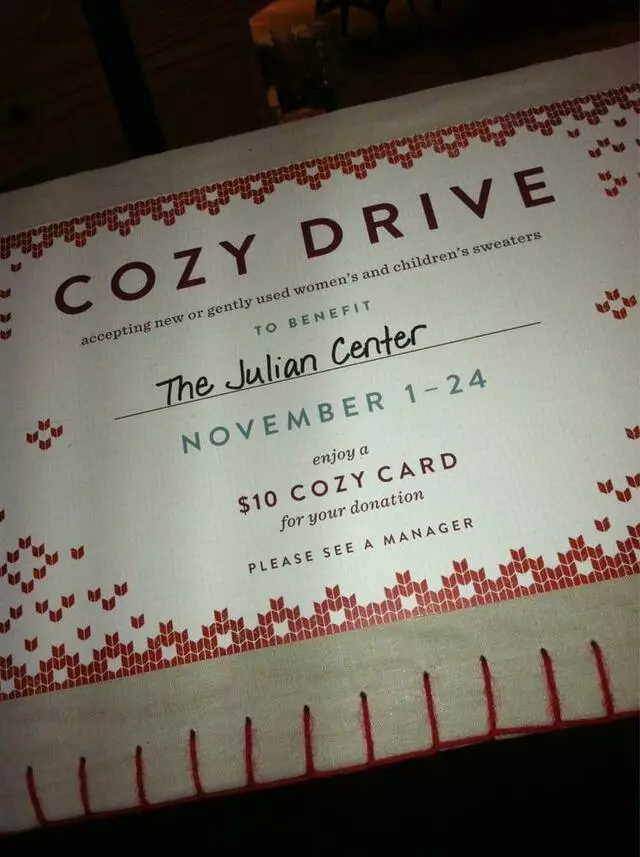 COZY DRIVE
accepting new or gently used women's and children's sweaters
TO BENEFIT
The Julian Center
NOVEMBER 1-24
enjoy a
$10 COZY CARD
for your donation
PLEASE SEE A MANAGER